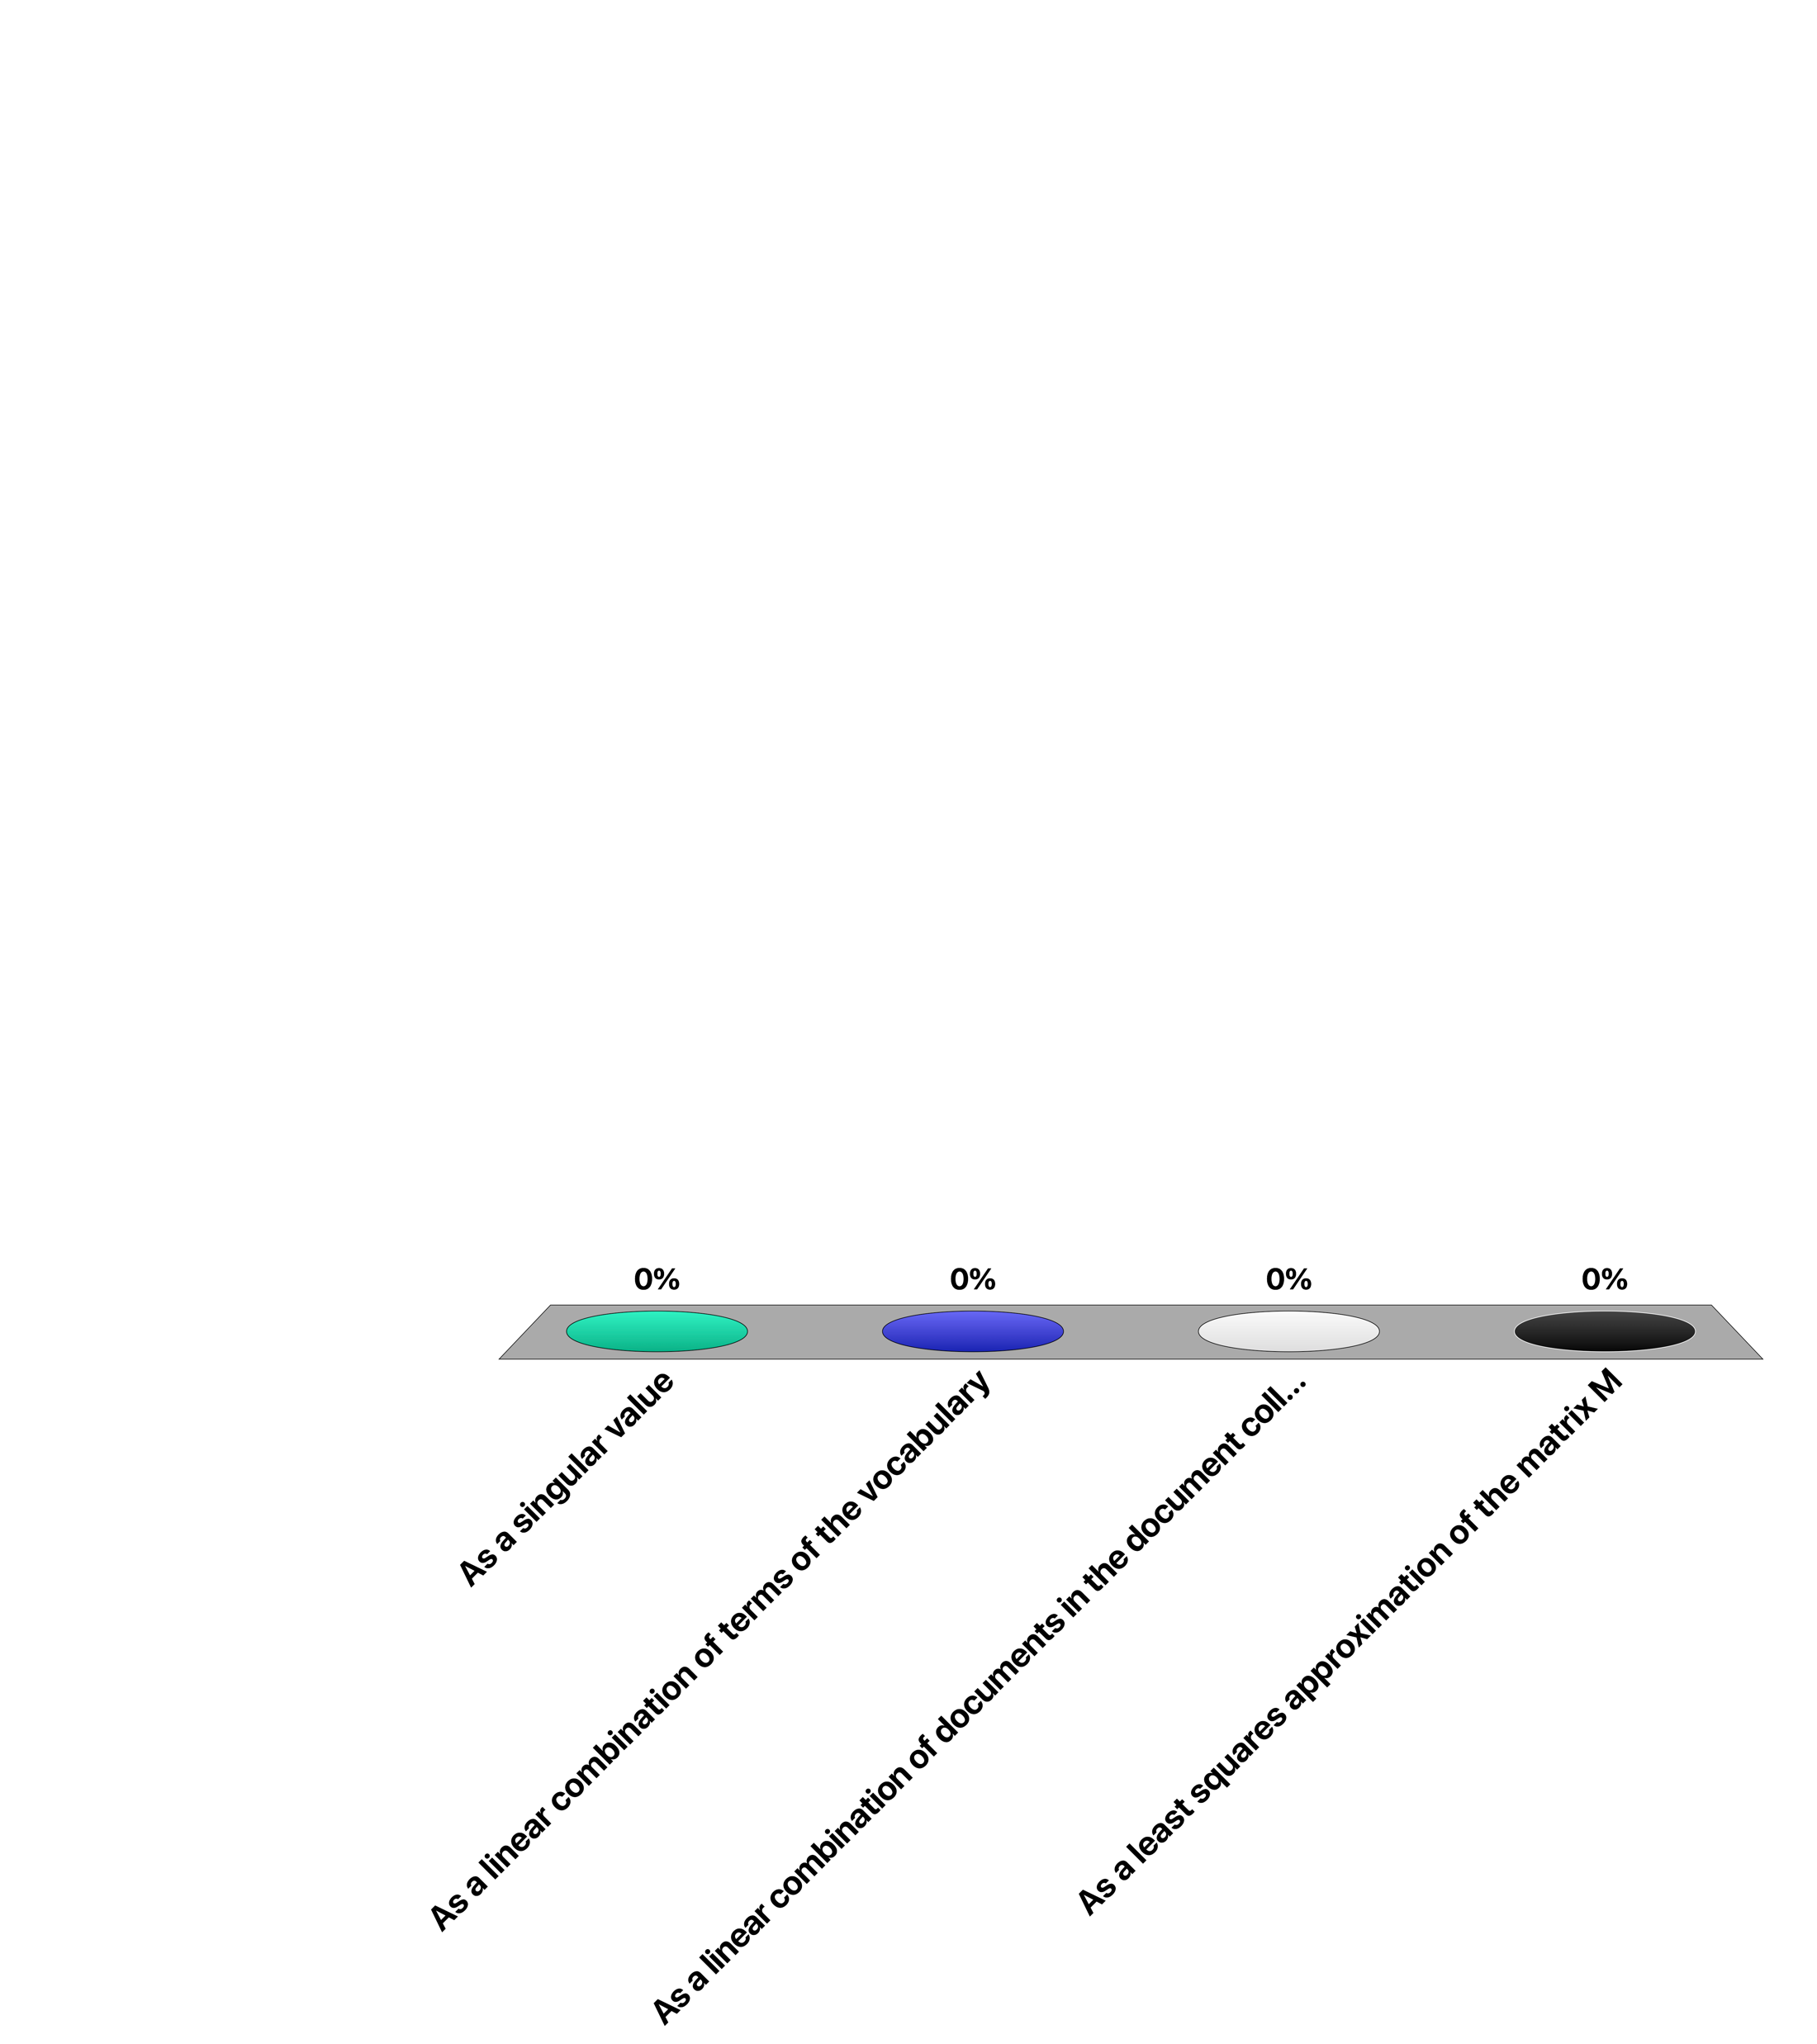 0%
0%
0%
0%
As a singular value
As a linear combination of terms of the vocabulary
As a linear combination of documents in the document coll...
As a least squares approximation of the matrix M